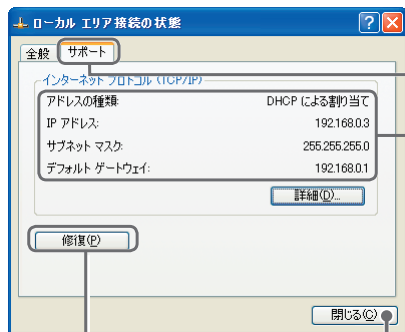 ローカル エリア接続の状態
全般 サポート
インターネット プロトコル (TCP/IP)
アドレスの種類: DHCP による割り当て
IP アドレス: 192.168.0.3
サブネット マスク: 255.255.255.0
デフォルト ゲートウェイ: 192.168.0.1
詳細(D)...
修復(P)
閉じる(C)